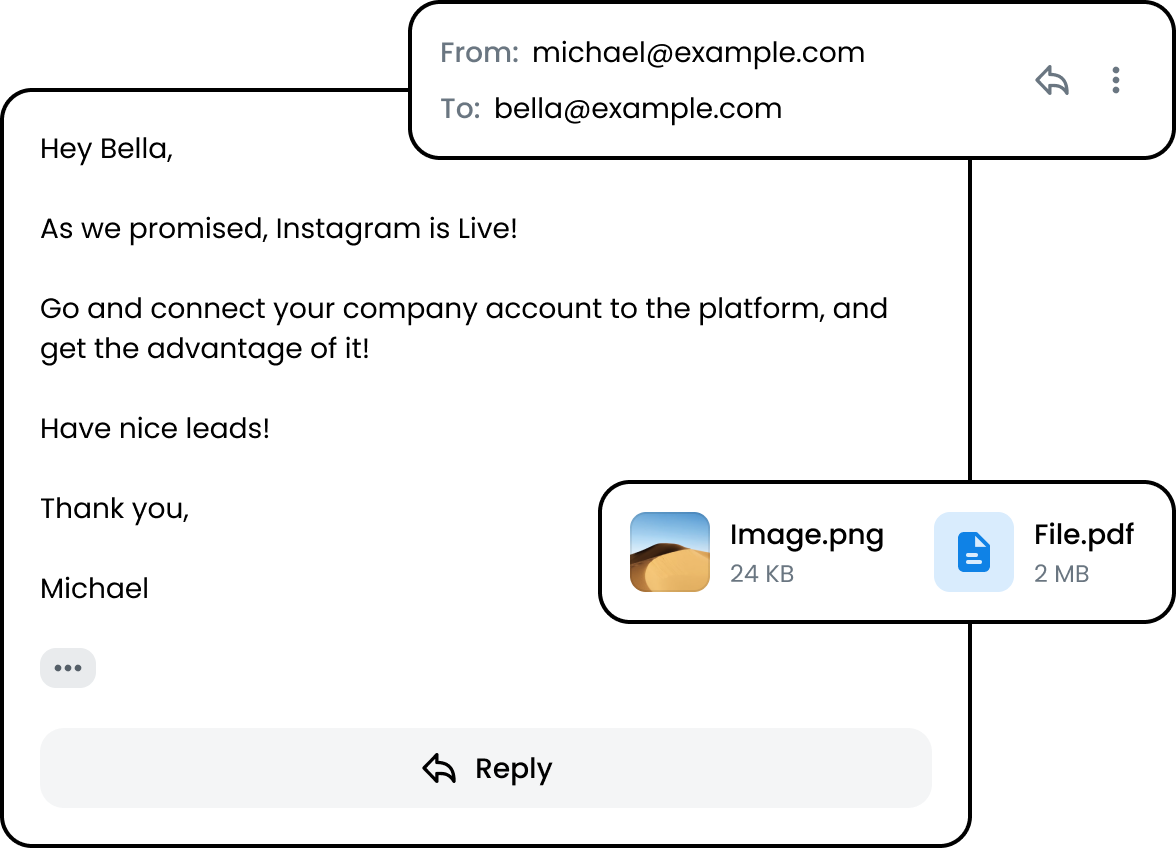 From: michael@example.com
To: bella@example.com
Hey Bella,
As we promised, Instagram is Live!
Go and connect your company account to the platform, and
get the advantage of it!
Have nice leads!
Thank you,
Michael
Image.png
24 KB
File.pdf
2 MB
Reply